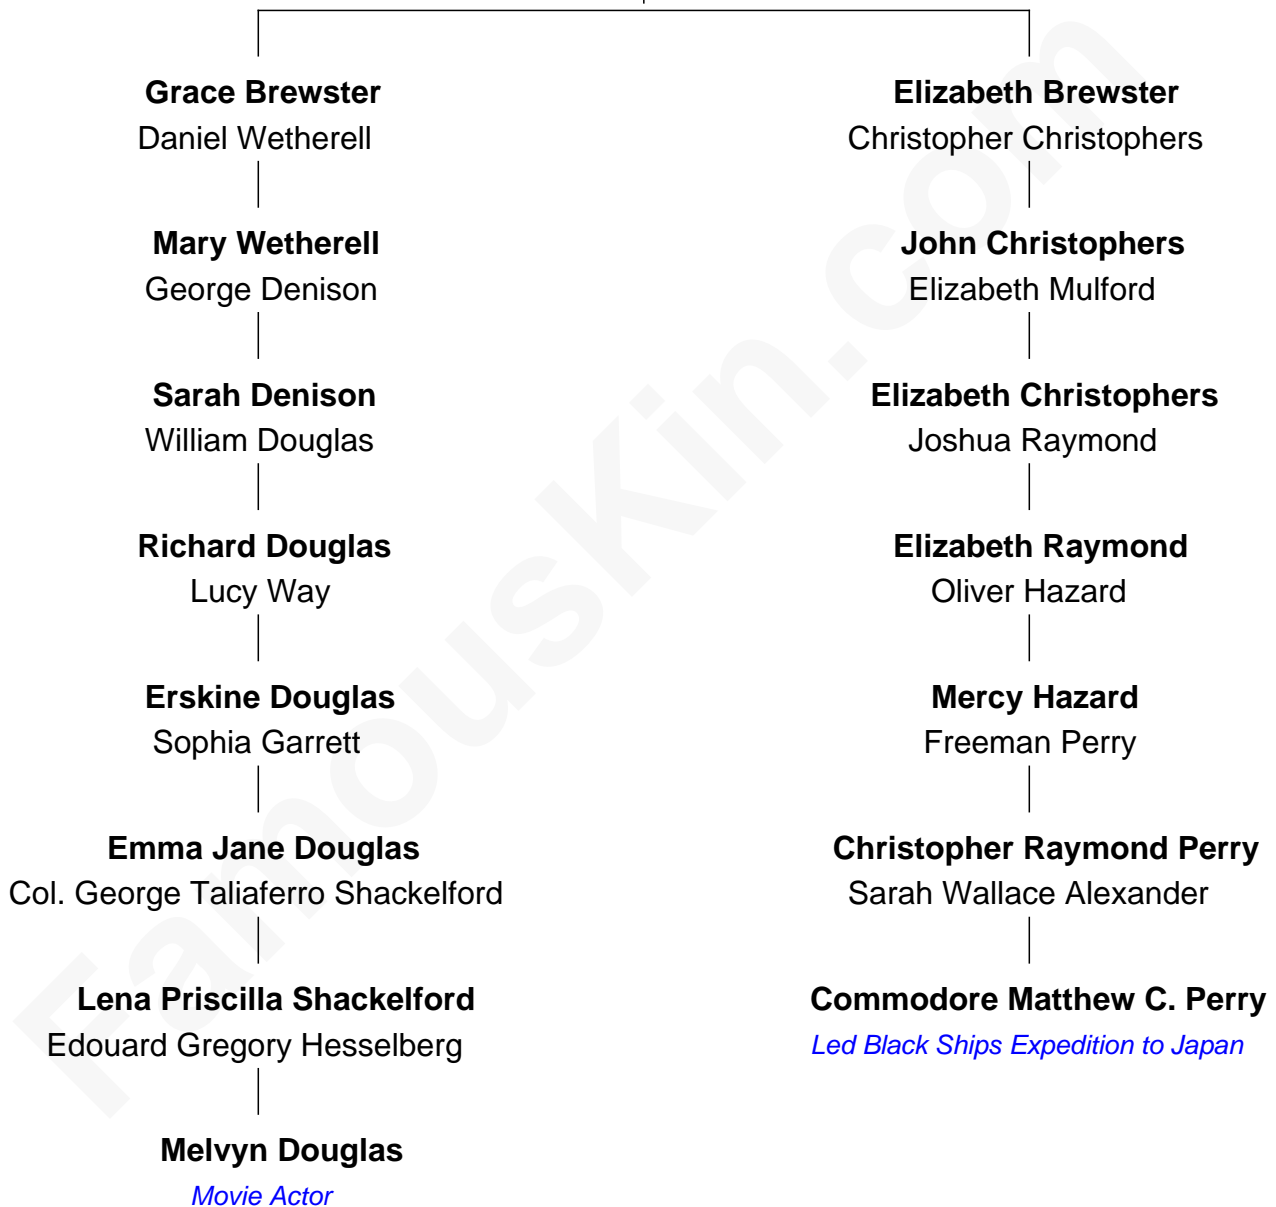 Grace Brewster
Daniel Wetherell
Mary Wetherell
George Denison
Sarah Denison
William Douglas
Richard Douglas
Lucy Way
Erskine Douglas
Sophia Garrett
Emma Jane Douglas
Col. George Taliaferro Shackelford
Lena Priscilla Shackelford
Edouard Gregory Hesselberg
Melvyn Douglas
Movie Actor
Elizabeth Brewster
Christopher Christophers
John Christophers
Elizabeth Mulford
Elizabeth Christophers
Joshua Raymond
Elizabeth Raymond
Oliver Hazard
Mercy Hazard
Freeman Perry
Christopher Raymond Perry
Sarah Wallace Alexander
Commodore Matthew C. Perry
Led Black Ships Expedition to Japan
FamousKin.com